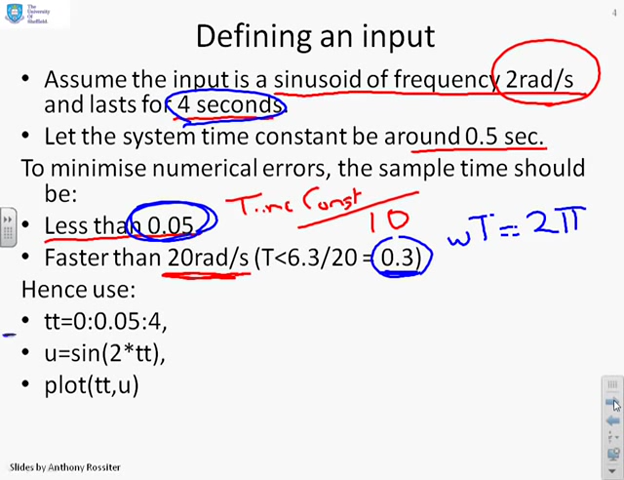 The
University
Of
Sheffield.
4
Defining an input
• Assume the input is a sinusoid of frequency 2rad/s
and lasts for 4 seconds.
• Let the system time constant be around 0.5 sec.
To minimise numerical errors, the sample time should
be:
Time Const
10
• Less than 0.05.
wT = 2π
• Faster than 20rad/s (T<6.3/20 = 0.3)
Hence use:
• tt=0:0.05:4,
• u=sin(2*tt),
• plot(tt,u)
Slides by Anthony Rossiter